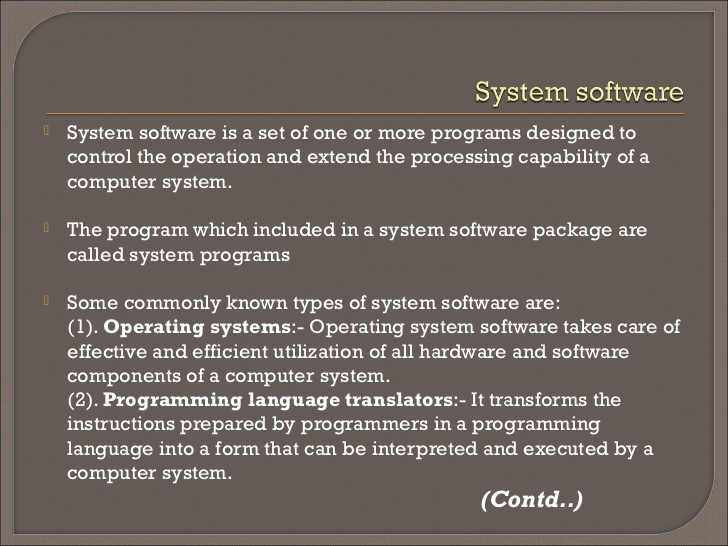 System software
System software is a set of one or more programs designed to
control the operation and extend the processing capability of a
computer system.
The program which included in a system software package are
called system programs
Some commonly known types of system software are:
(1). Operating systems:- Operating system software takes care of
effective and efficient utilization of all hardware and software
components of a computer system.
(2). Programming language translators:- It transforms the
instructions prepared by programmers in a programming
language into a form that can be interpreted and executed by a
computer system.
(Contd..)